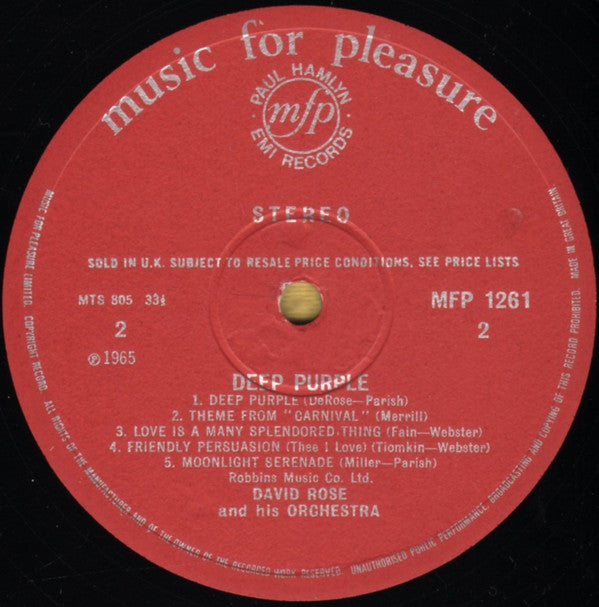 music for pleasure
· PAUL HAMLYN ·
mfp
EMI RECORDS
STEREO
SOLD IN U.K. SUBJECT TO RESALE PRICE CONDITIONS, SEE PRICE LISTS
MTS 805 33⅓
MFP 1261
2
2
℗ 1965
DEEP PURPLE
1. DEEP PURPLE (DeRose—Parish)
2. THEME FROM "CARNIVAL" (Merrill)
3. LOVE IS A MANY SPLENDORED-THING (Fain—Webster)
4. FRIENDLY PERSUASION (Thee I Love) (Tiomkin—Webster)
5. MOONLIGHT SERENADE (Miller—Parish)
Robbins Music Co. Ltd.
DAVID ROSE
and his ORCHESTRA
MUSIC FOR PLEASURE LIMITED. COPYRIGHT RECORD. ALL RIGHTS OF THE MANUFACTURER AND OF THE OWNER OF THE RECORDED WORK RESERVED. UNAUTHORISED PUBLIC PERFORMANCE, BROADCASTING AND COPYING OF THIS RECORD PROHIBITED. MADE IN GREAT BRITAIN.